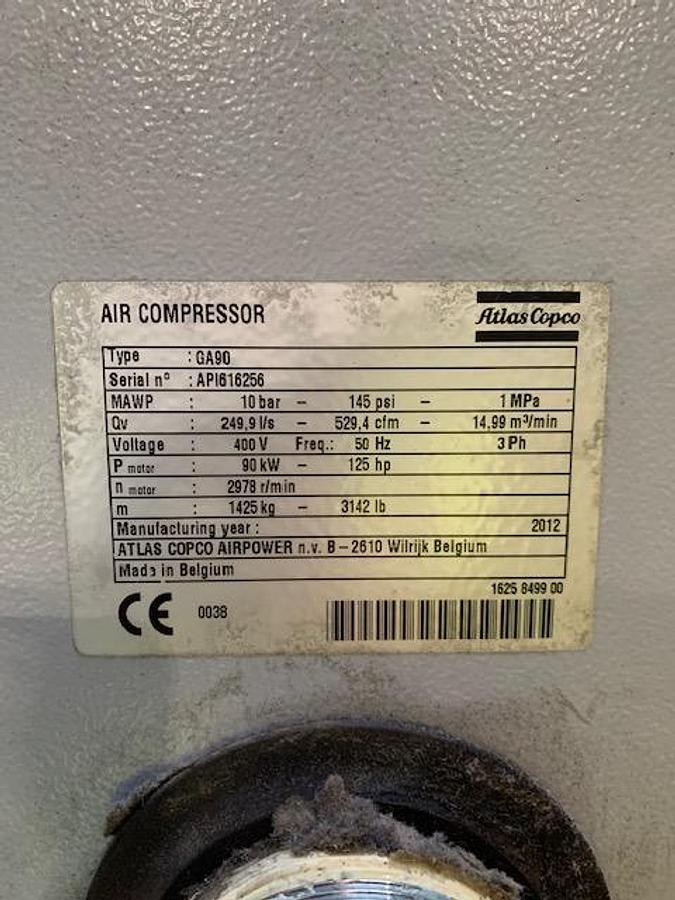 AIR COMPRESSOR
Atlas Copco
Type : GA90
Serial n° : API616256
MAWP : 10 bar – 145 psi – 1 MPa
Qv : 249,9 l/s – 529,4 cfm – 14,99 m³/min
Voltage : 400 V Freq.: 50 Hz 3 Ph
P motor : 90 kW – 125 hp
n motor : 2978 r/min
m : 1425 kg – 3142 lb
Manufacturing year : 2012
ATLAS COPCO AIRPOWER n.v. B–2610 Wilrijk Belgium
Made in Belgium
1625 8499 00
CE 0038